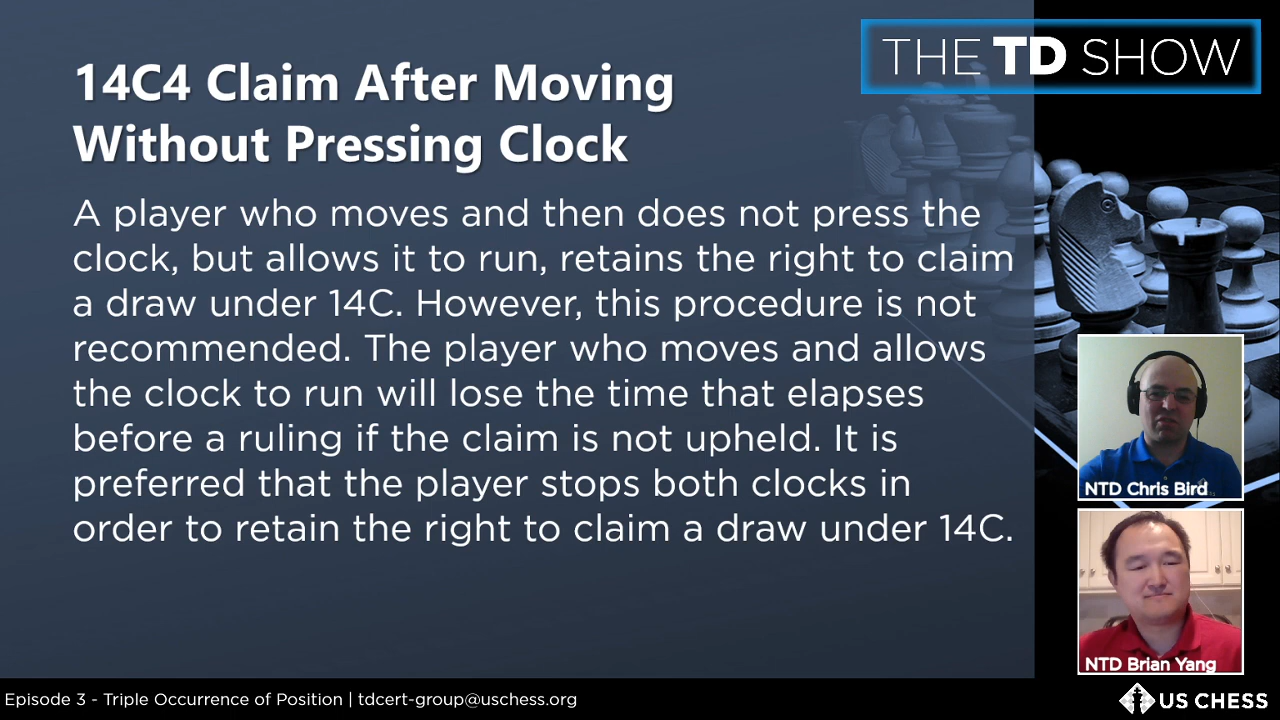 THE TD SHOW
14C4 Claim After Moving
Without Pressing Clock
A player who moves and then does not press the
clock, but allows it to run, retains the right to claim
a draw under 14C. However, this procedure is not
recommended. The player who moves and allows
the clock to run will lose the time that elapses
before a ruling if the claim is not upheld. It is
preferred that the player stops both clocks in
order to retain the right to claim a draw under 14C.
NTD Chris Bird
NTD Brian Yang
Episode 3 - Triple Occurrence of Position | tdcert-group@uschess.org
US CHESS